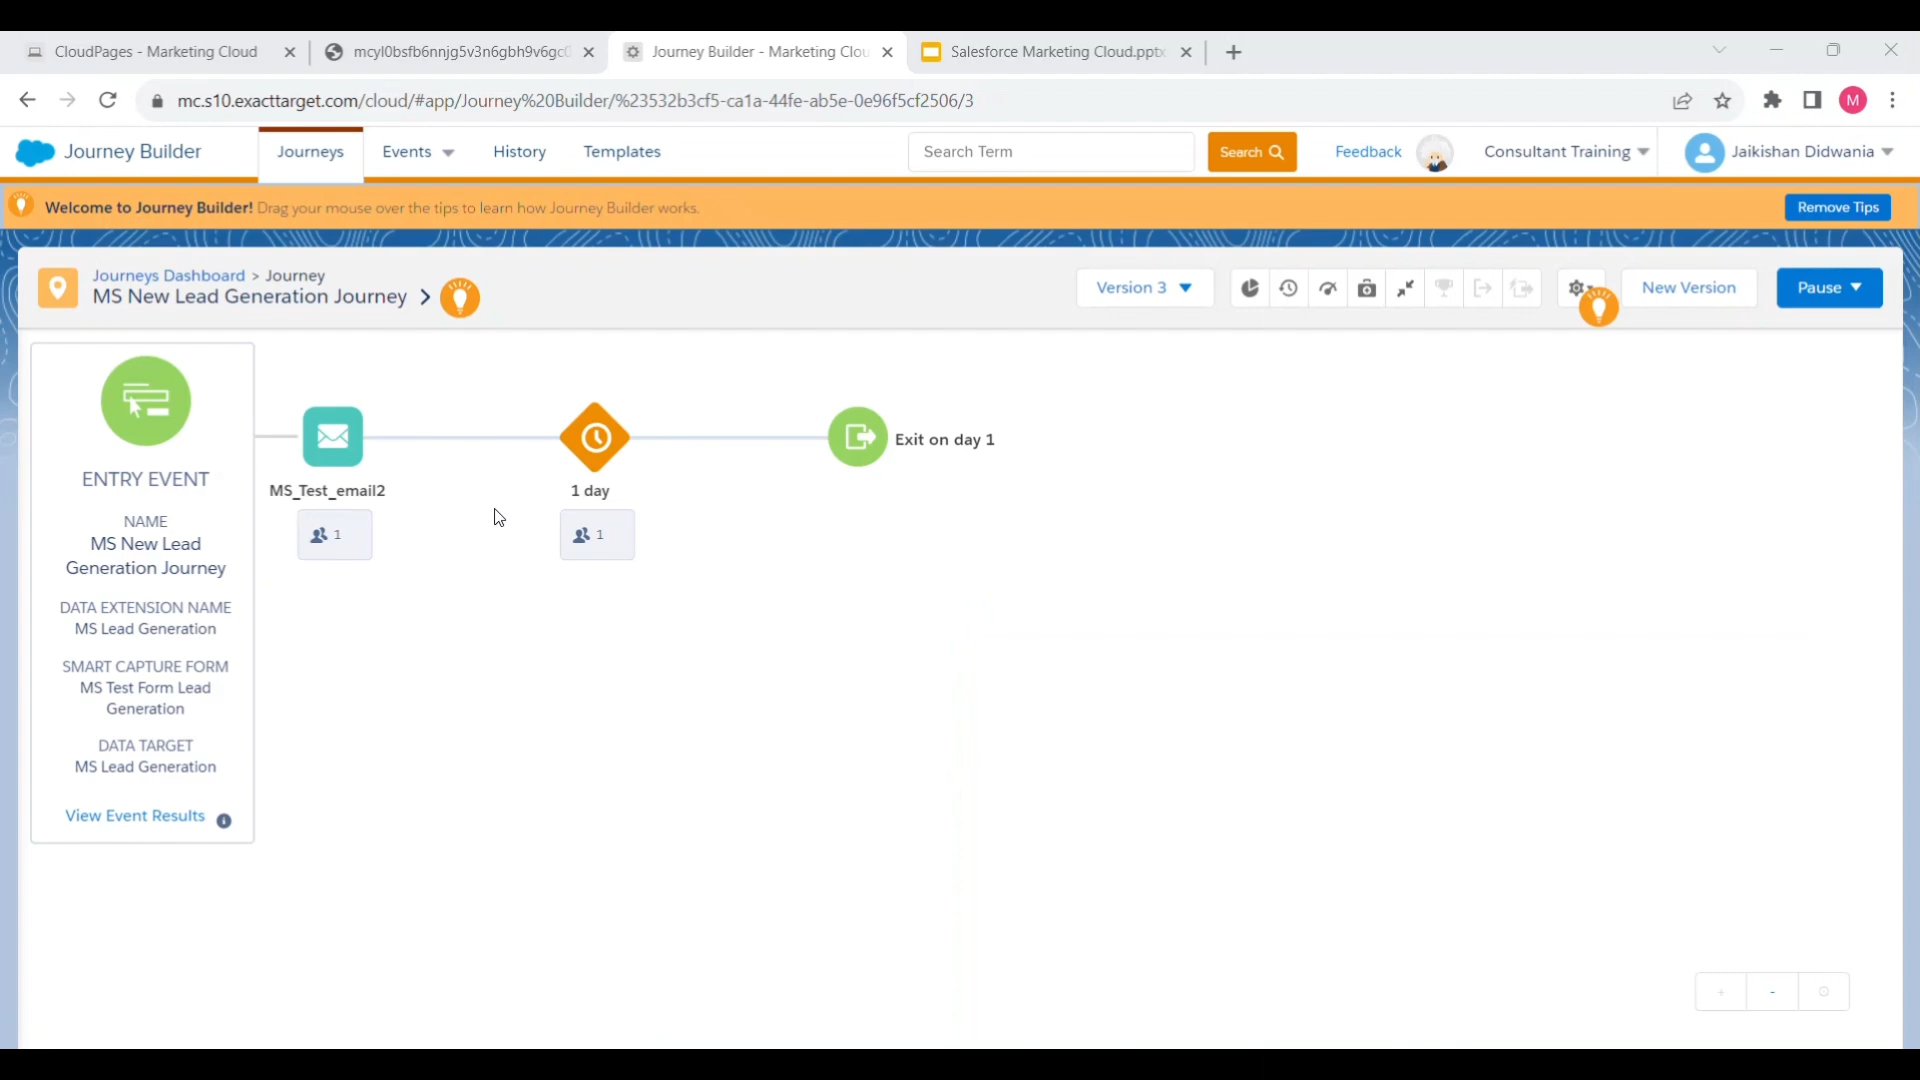 CloudPages - Marketing Cloud
mcyl0bsfb6nnjg5v3n6gbh9v6gc0
Journey Builder - Marketing Clou
Salesforce Marketing Cloud.pptx
mc.s10.exacttarget.com/cloud/#app/Journey%20Builder/%23532b3cf5-ca1a-44fe-ab5e-0e96f5cf2506/3
M
Journey Builder
Journeys
Events
History
Templates
Search Term
Search
Feedback
Consultant Training
Jaikishan Didwania
Welcome to Journey Builder! Drag your mouse over the tips to learn how Journey Builder works.
Remove Tips
Journeys Dashboard > Journey
MS New Lead Generation Journey
Version 3
New Version
Pause
ENTRY EVENT
NAME
MS New Lead
Generation Journey
DATA EXTENSION NAME
MS Lead Generation
SMART CAPTURE FORM
MS Test Form Lead
Generation
DATA TARGET
MS Lead Generation
View Event Results
MS_Test_email2
1
1 day
1
Exit on day 1